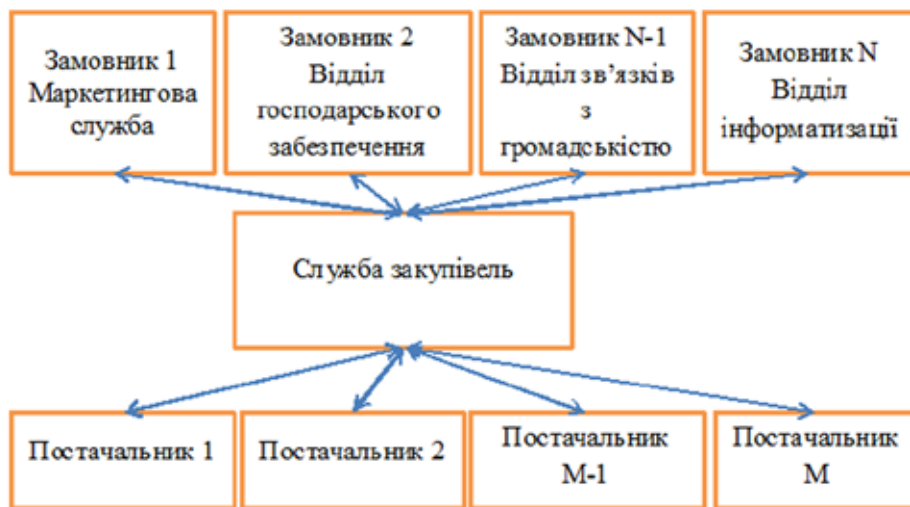 Замовник 1
Маркетингова
служба
Замовник 2
Відділ
господарського
забезпечення
Замовник N-1
Відділ зв’язків
з
громадськістю
Замовник N
Відділ
інформатизації
Служба закупівель
Постачальник 1
Постачальник 2
Постачальник
M-1
Постачальник
M